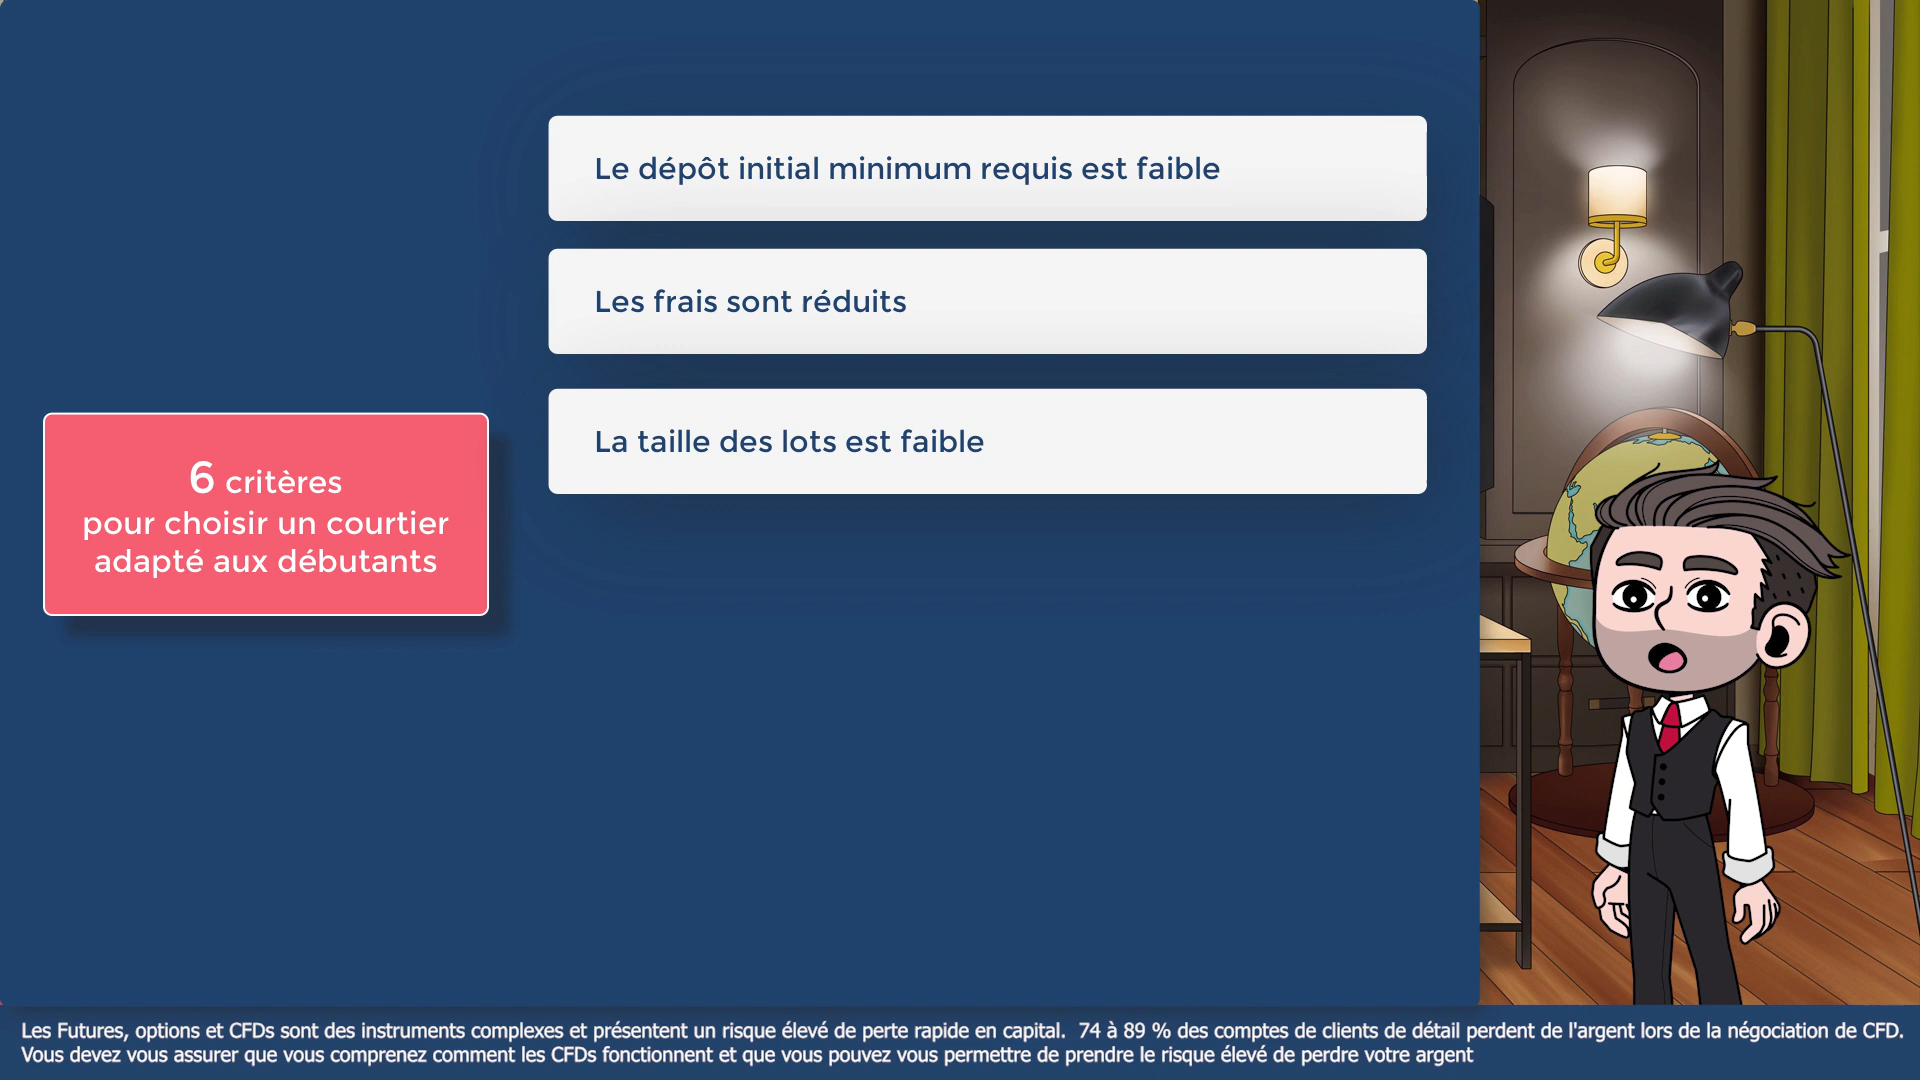 Le dépôt initial minimum requis est faible
Les frais sont réduits
La taille des lots est faible
6 critères
pour choisir un courtier
adapté aux débutants
Les Futures, options et CFDs sont des instruments complexes et présentent un risque élevé de perte rapide en capital.  74 à 89 % des comptes de clients de détail perdent de l'argent lors de la négociation de CFD.
Vous devez vous assurer que vous comprenez comment les CFDs fonctionnent et que vous pouvez vous permettre de prendre le risque élevé de perdre votre argent